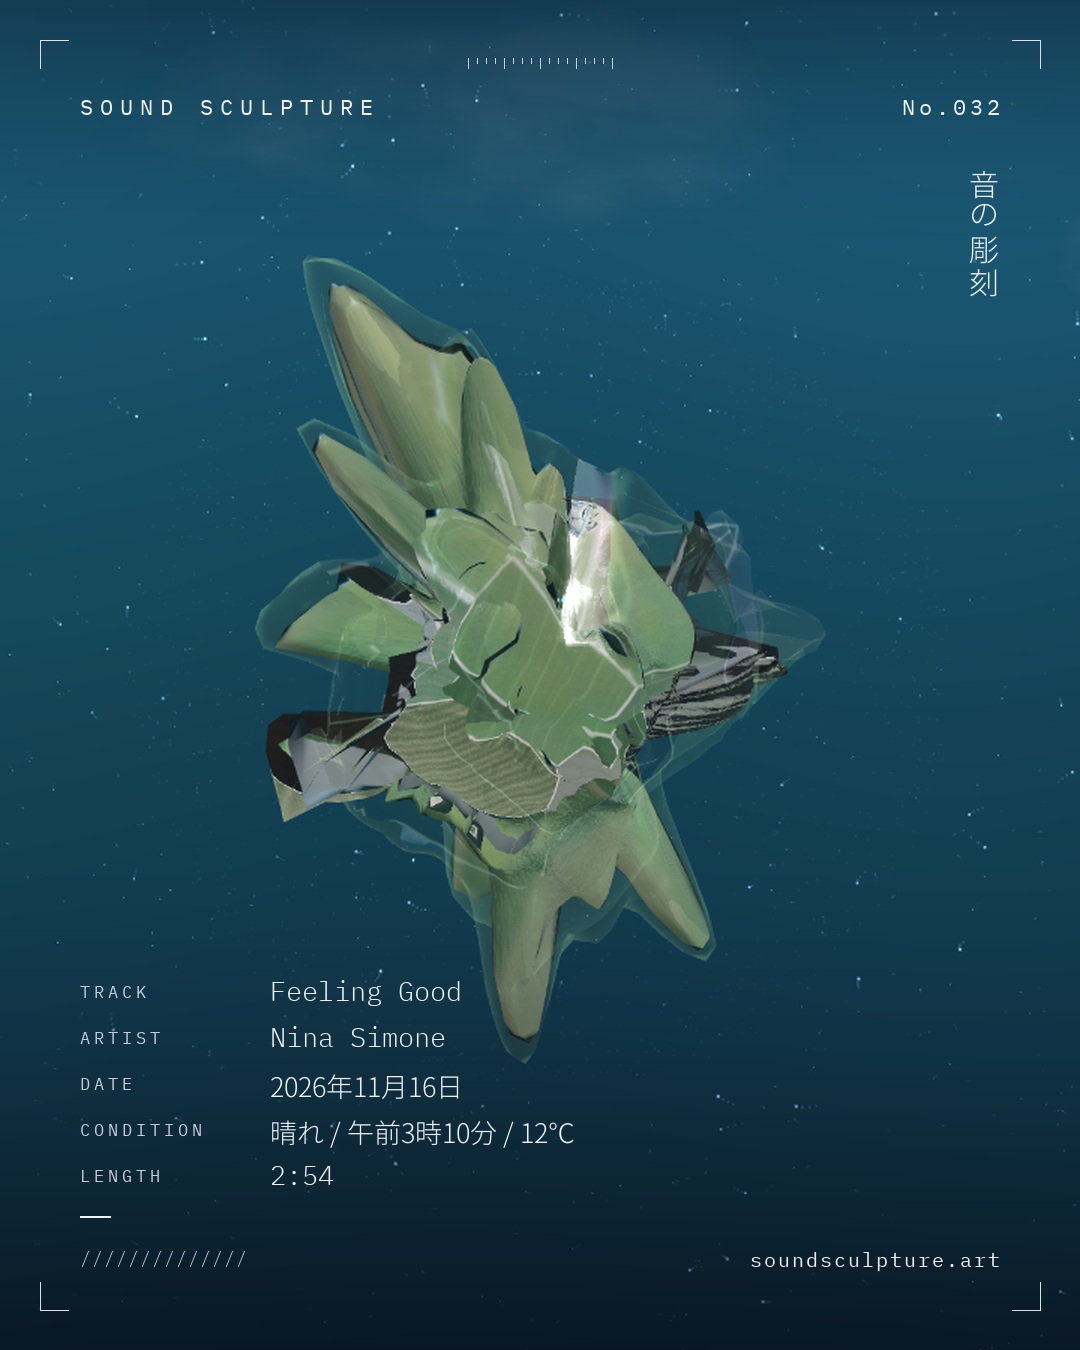 SOUND SCULPTURE
No.032
音の彫刻
TRACK Feeling Good
ARTIST Nina Simone
DATE 2026年11月16日
CONDITION 晴れ / 午前3時10分 / 12°C
LENGTH 2:54
//////////////
soundsculpture.art